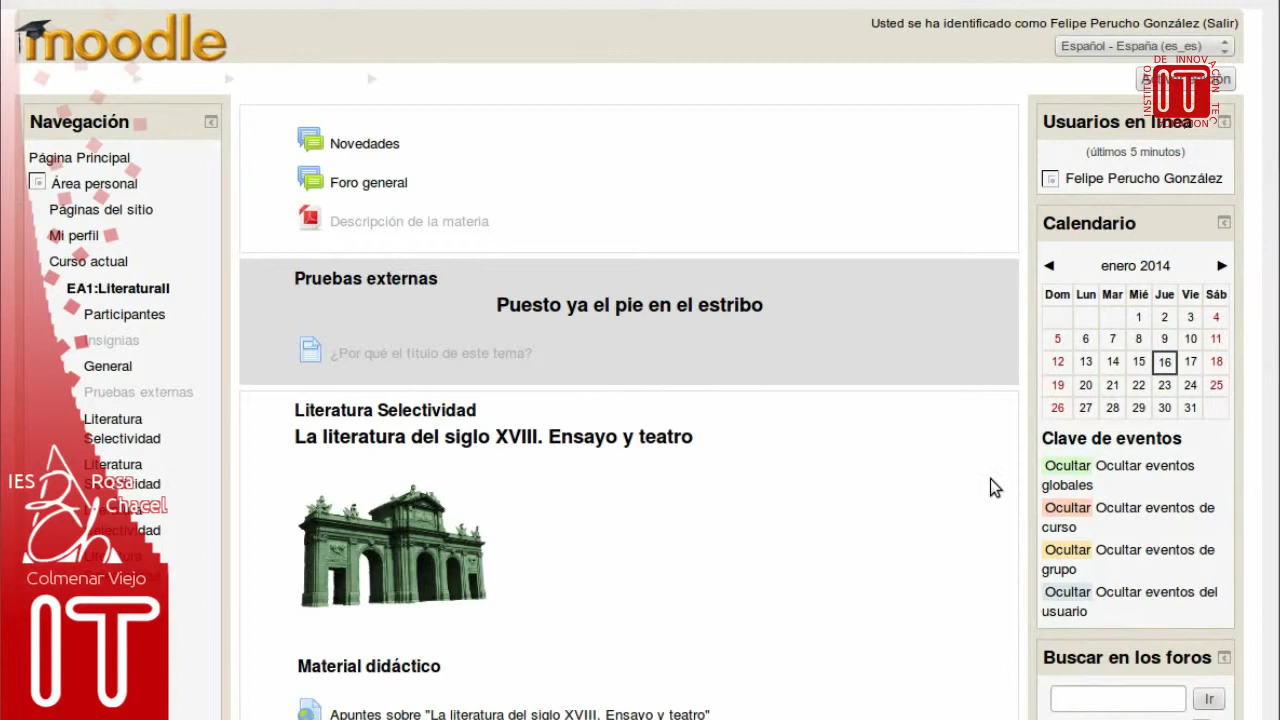 moodle
Usted se ha identificado como Felipe Perucho González (Salir)
Español - España (es_es)
INSTITUTO DE INNOVACIÓN TEC
IT
Navegación
Página Principal
Área personal
Páginas del sitio
Mi perfil
Curso actual
EA1:LiteraturaII
Participantes
Insignias
General
Pruebas externas
Literatura
Selectividad
Literatura
Selectividad
Literatura
Selectividad
Literatura
IES Rosa
Chacel
Colmenar Viejo
IT
Novedades
Foro general
Descripción de la materia
Pruebas externas
Puesto ya el pie en el estribo
¿Por qué el título de este tema?
Literatura Selectividad
La literatura del siglo XVIII. Ensayo y teatro
Material didáctico
Apuntes sobre "La literatura del siglo XVIII. Ensayo y teatro"
Usuarios en línea
(últimos 5 minutos)
Felipe Perucho González
Calendario
◄ enero 2014 ►
Dom Lun Mar Mié Jue Vie Sáb
1 2 3 4
5 6 7 8 9 10 11
12 13 14 15 16 17 18
19 20 21 22 23 24 25
26 27 28 29 30 31
Clave de eventos
Ocultar Ocultar eventos
globales
Ocultar Ocultar eventos de
curso
Ocultar Ocultar eventos de
grupo
Ocultar Ocultar eventos del
usuario
Buscar en los foros
Ir